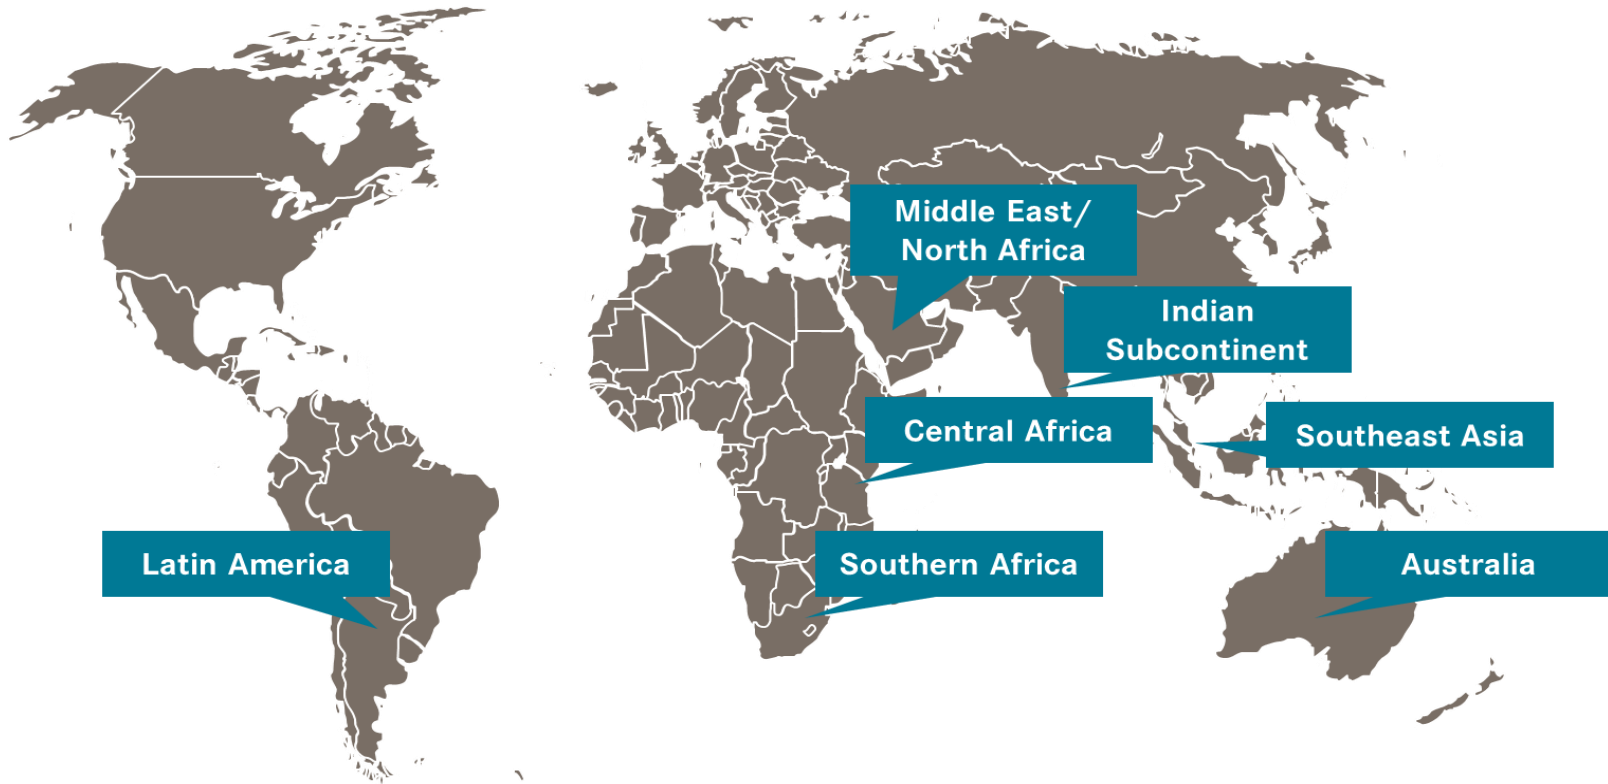 Middle East/
North Africa
Indian
Subcontinent
Central Africa
Southeast Asia
Latin America
Southern Africa
Australia